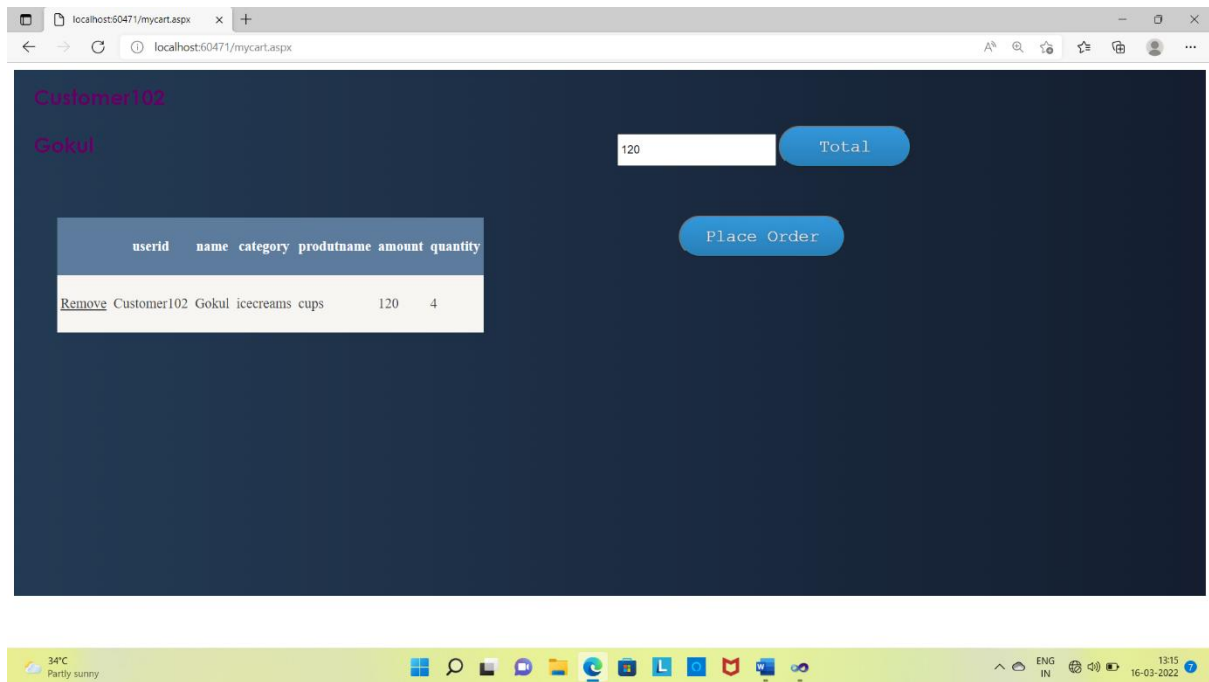 localhost:60471/mycart.aspx
localhost:60471/mycart.aspx
Customer102
Gokul
120 Total
Place Order
userid name category produtname amount quantity
Remove Customer102 Gokul icecreams cups 120 4
34°C
Partly sunny
ENG
IN
13:15
16-03-2022
7